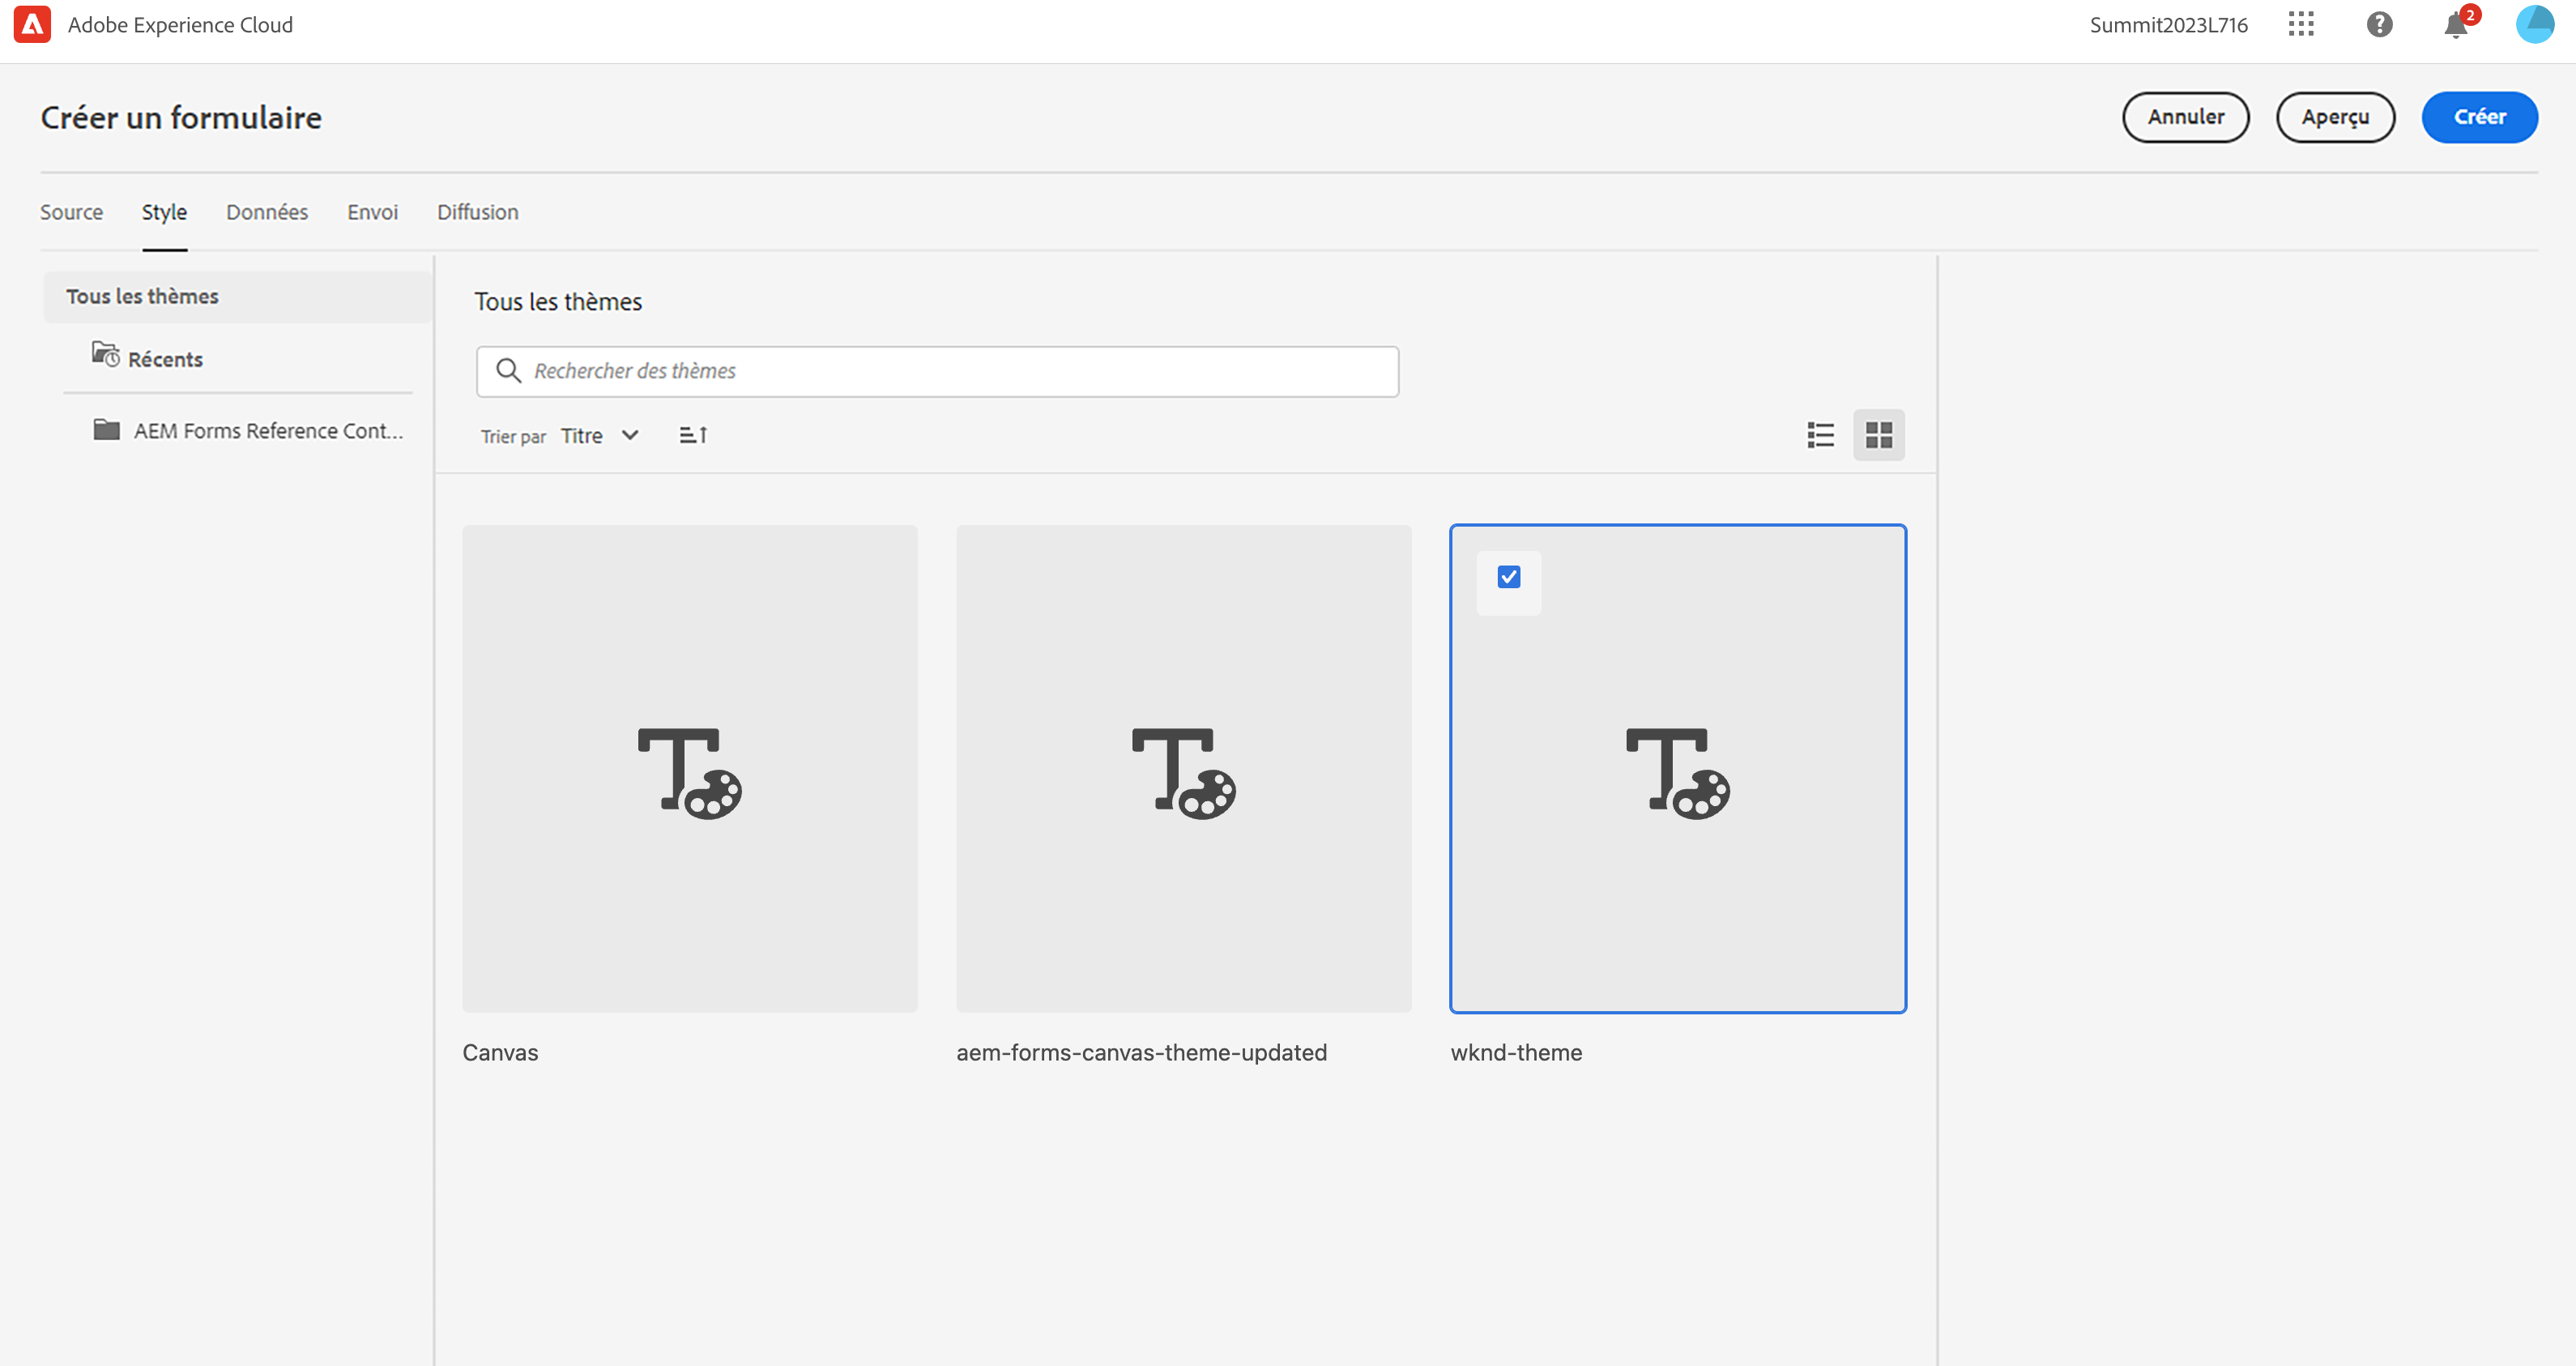 Adobe Experience Cloud
Summit2023L716
2
Créer un formulaire
Annuler
Aperçu
Créer
Source
Style
Données
Envoi
Diffusion
Tous les thèmes
Récents
AEM Forms Reference Cont...
Tous les thèmes
Rechercher des thèmes
Trier par Titre
Canvas
aem-forms-canvas-theme-updated
wknd-theme